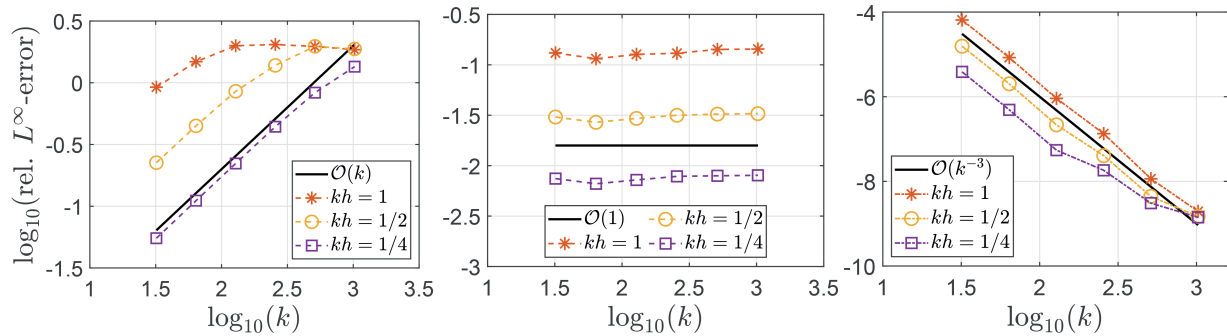 log₁₀(rel. L^∞-error)
0.5
0
-0.5
-1
-1.5
1
1.5
2
2.5
3
3.5
log₁₀(k)
O(k)
kh = 1
kh = 1/2
kh = 1/4
-0.5
-1
-1.5
-2
-2.5
-3
1
1.5
2
2.5
3
3.5
log₁₀(k)
O(1)
kh = 1
kh = 1/2
kh = 1/4
-4
-6
-8
-10
1
1.5
2
2.5
3
3.5
log₁₀(k)
O(k⁻³)
kh = 1
kh = 1/2
kh = 1/4